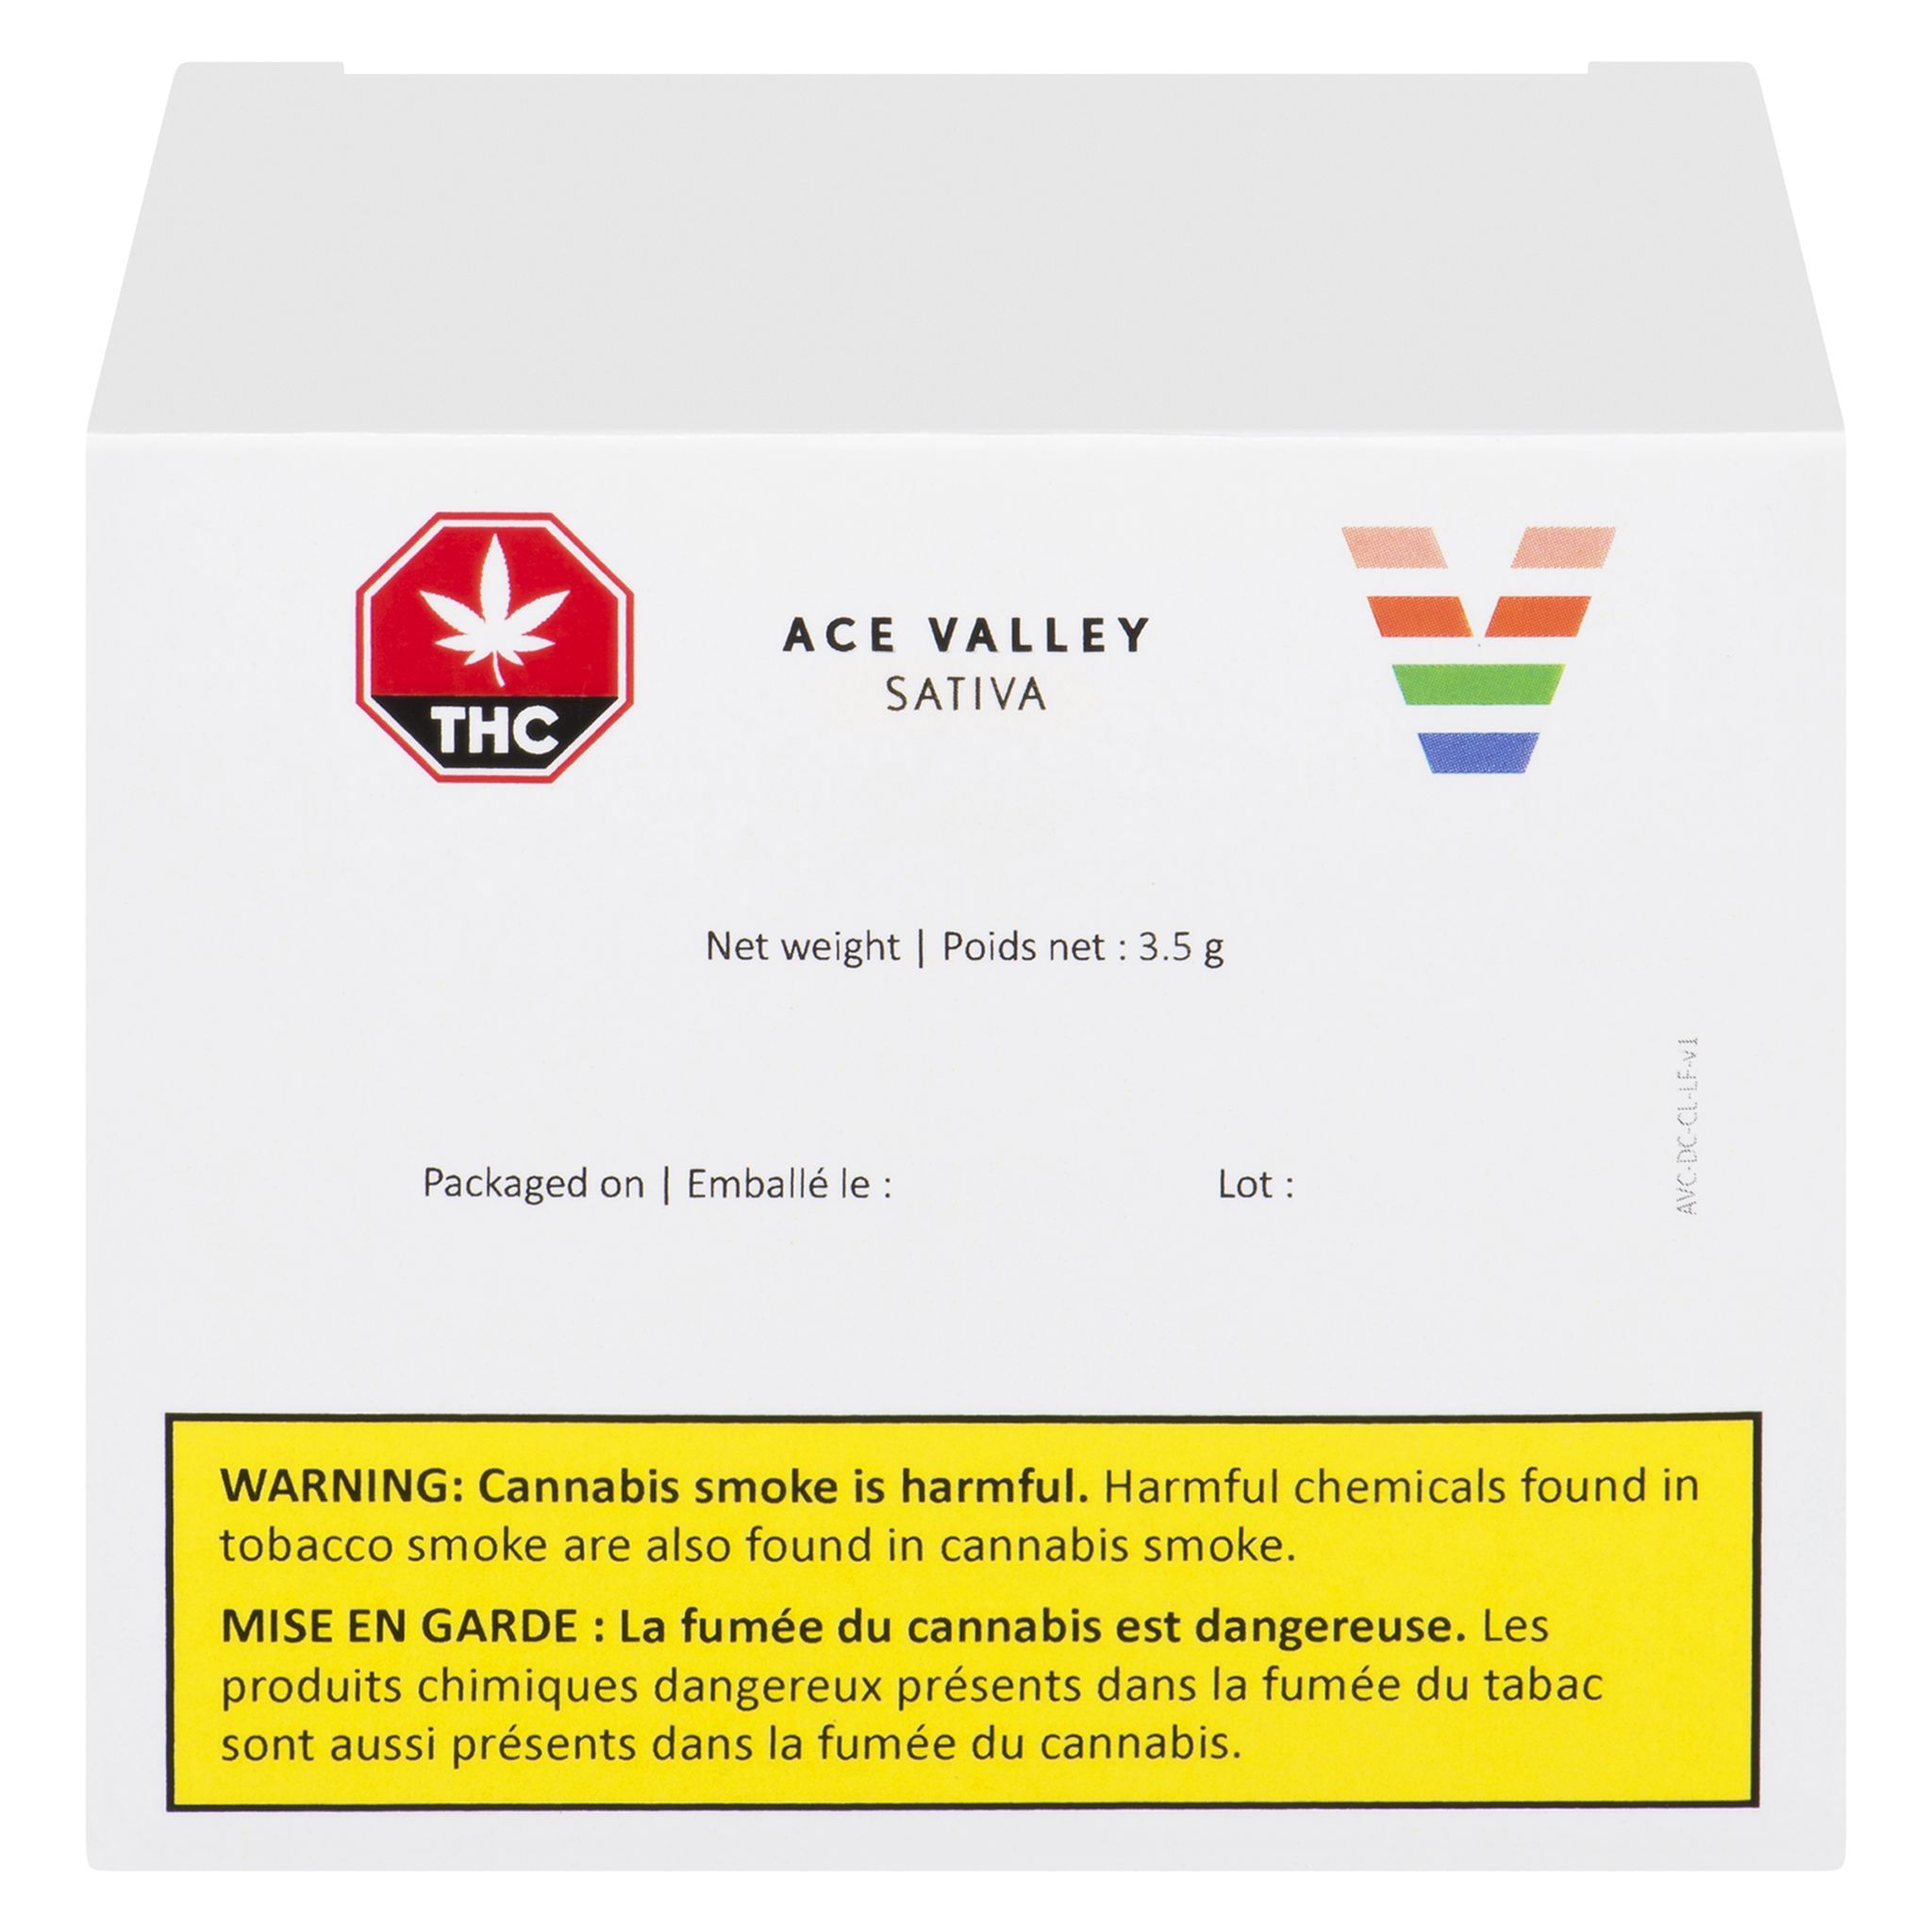 THC
ACE VALLEY
SATIVA
Net weight | Poids net : 3.5 g
AVC-DC-CL-LF-v1
Packaged on | Emballé le :
Lot :
WARNING: Cannabis smoke is harmful. Harmful chemicals found in
tobacco smoke are also found in cannabis smoke.
MISE EN GARDE : La fumée du cannabis est dangereuse. Les
produits chimiques dangereux présents dans la fumée du tabac
sont aussi présents dans la fumée du cannabis.